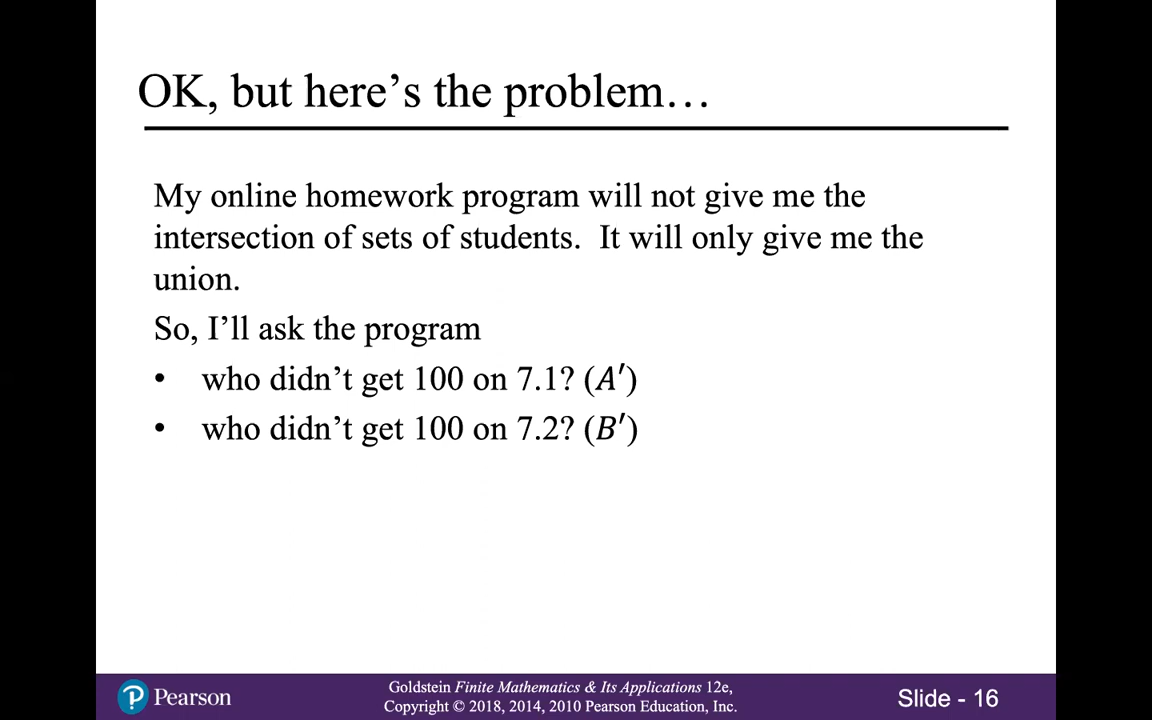 OK, but here’s the problem…
My online homework program will not give me the
intersection of sets of students.  It will only give me the
union.
So, I’ll ask the program
• who didn’t get 100 on 7.1? (A′)
• who didn’t get 100 on 7.2? (B′)
P Pearson
Goldstein Finite Mathematics & Its Applications 12e,
Copyright © 2018, 2014, 2010 Pearson Education, Inc.
Slide - 16